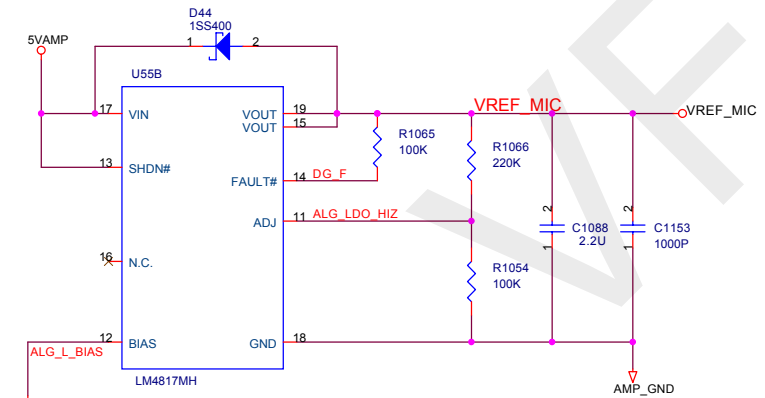 D44
1SS400
5VAMP
1
2
U55B
17
VIN
VOUT
19
VREF_MIC
VREF_MIC
VOUT
15
R1065
100K
R1066
220K
13
SHDN#
FAULT#
14
DG_F
ADJ
11
ALG_LDO_HIZ
2
2
C1088
2.2U
C1153
1000P
1
1
16
N.C.
R1054
100K
12
BIAS
GND
18
ALG_L_BIAS
LM4817MH
AMP_GND
VF